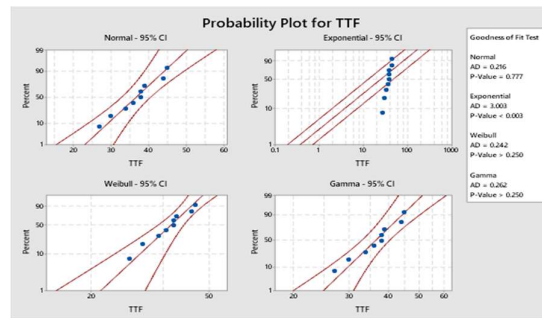 Probability Plot for TTF
Normal - 95% CI
99
90
50
10
1
20
30
40
50
60
Percent
TTF
Exponential - 95% CI
90
50
10
1
0.1
1
10
100
1000
Percent
TTF
Weibull - 95% CI
90
50
10
1
20
50
Percent
TTF
Gamma - 95% CI
99
90
50
10
1
20
30
40
50
60
Percent
TTF
Goodness of Fit Test
Normal
AD = 0.216
P-Value = 0.777
Exponential
AD = 3.003
P-Value < 0.003
Weibull
AD = 0.242
P-Value > 0.250
Gamma
AD = 0.262
P-Value > 0.250